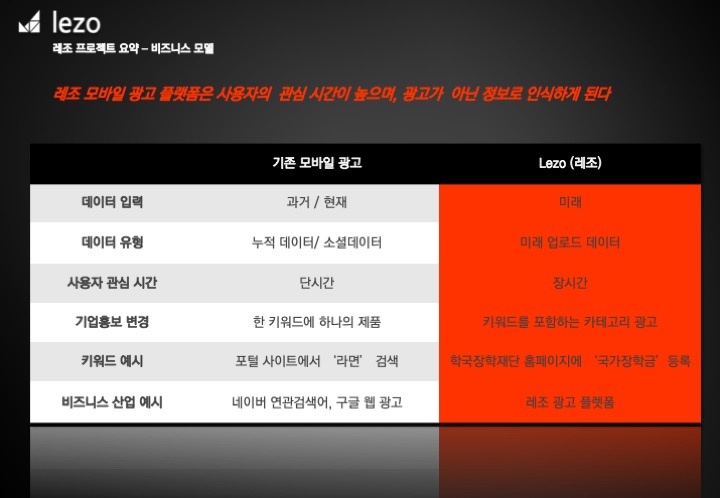 lezo
레조 프로젝트 요약 – 비즈니스 모델
레조 모바일 광고 플랫폼은 사용자의 관심 시간이 높으며, 광고가 아닌 정보로 인식하게 된다
기존 모바일 광고 Lezo (레조)
데이터 입력 과거 / 현재 미래
데이터 유형 누적 데이터/ 소셜데이터 미래 업로드 데이터
사용자 관심 시간 단시간 장시간
기업홍보 변경 한 키워드에 하나의 제품 키워드를 포함하는 카테고리 광고
키워드 예시 포털 사이트에서 ‘라면’ 검색 학국장학재단 홈페이지에 ‘국가장학금’ 등록
비즈니스 산업 예시 네이버 연관검색어, 구글 웹 광고 레조 광고 플랫폼